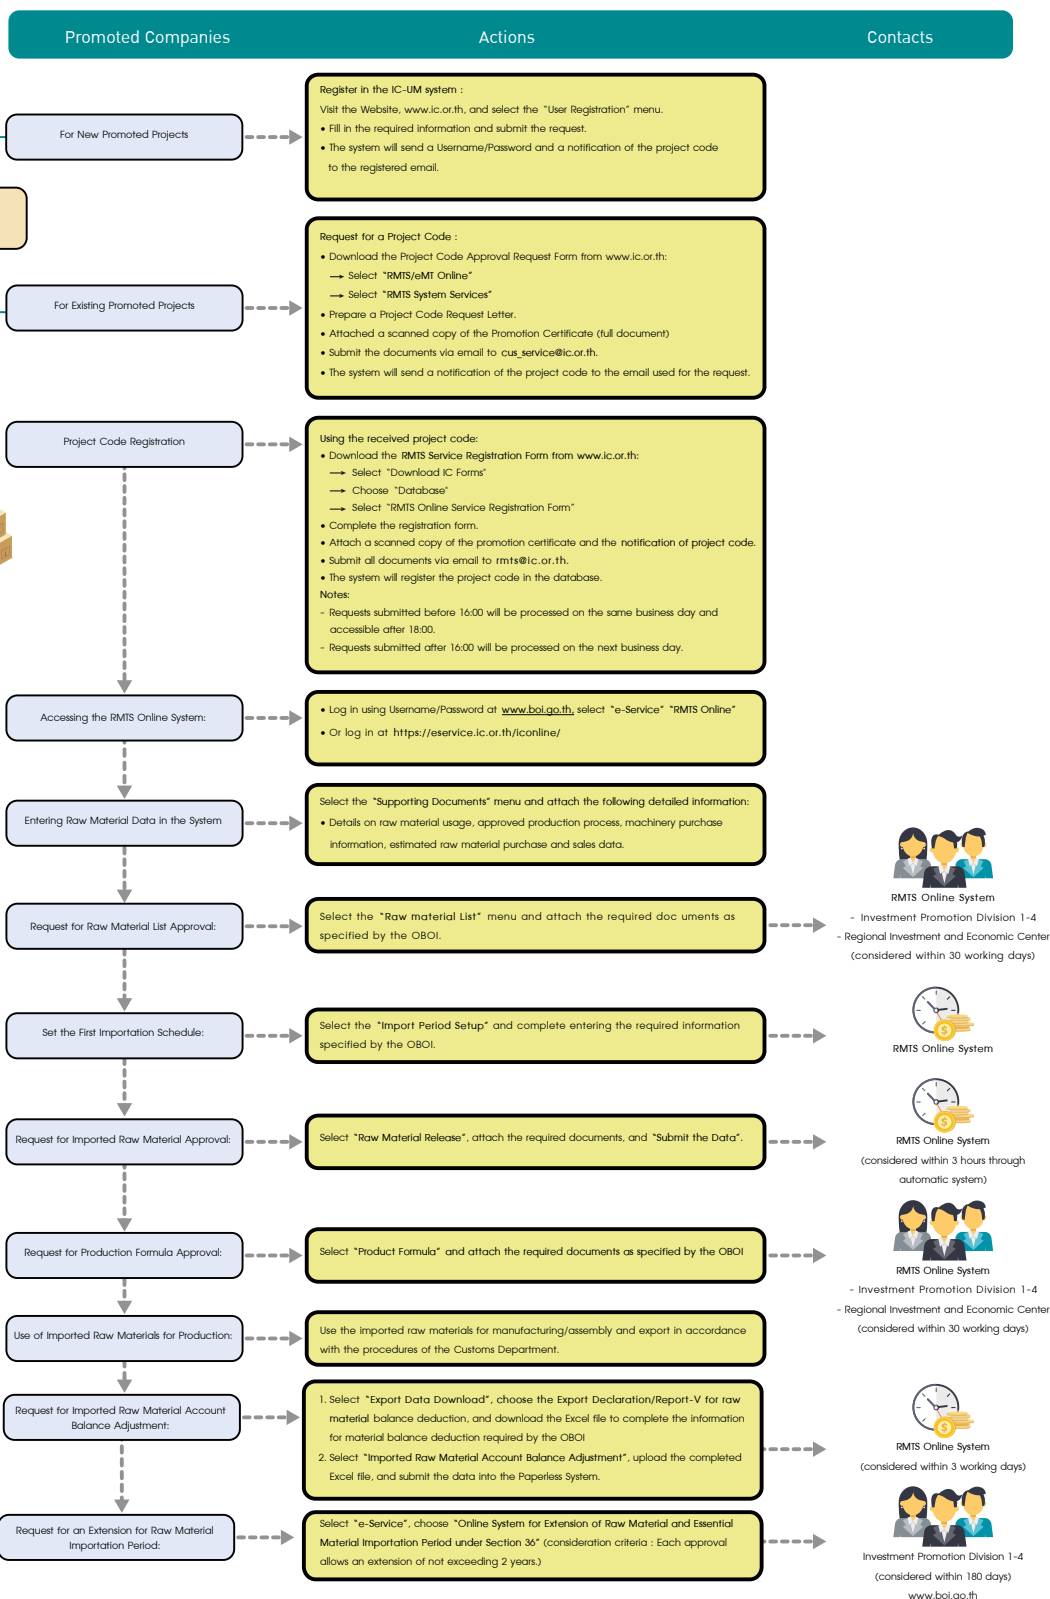 Promoted Companies
Actions
Contacts
For New Promoted Projects
Register in the IC-UM system :
Visit the Website, www.ic.or.th, and select the "User Registration" menu.
• Fill in the required information and submit the request.
• The system will send a Username/Password and a notification of the project code
to the registered email.
For Existing Promoted Projects
Request for a Project Code :
• Download the Project Code Approval Request Form from www.ic.or.th:
→ Select "RMTS/eMT Online"
→ Select "RMTS System Services"
• Prepare a Project Code Request Letter.
• Attached a scanned copy of the Promotion Certificate (full document)
• Submit the documents via email to cus_service@ic.or.th.
• The system will send a notification of the project code to the email used for the request.
Project Code Registration
Using the received project code:
• Download the RMTS Service Registration Form from www.ic.or.th:
→ Select "Download IC Forms"
→ Choose "Database"
→ Select "RMTS Online Service Registration Form"
• Complete the registration form.
• Attach a scanned copy of the promotion certificate and the notification of project code.
• Submit all documents via email to rmts@ic.or.th.
• The system will register the project code in the database.
Notes:
- Requests submitted before 16:00 will be processed on the same business day and
accessible after 18:00.
- Requests submitted after 16:00 will be processed on the next business day.
Accessing the RMTS Online System:
• Log in using Username/Password at www.boi.go.th, select "e-Service" "RMTS Online"
• Or log in at https://eservice.ic.or.th/iconline/
Entering Raw Material Data in the System
Select the "Supporting Documents" menu and attach the following detailed information:
• Details on raw material usage, approved production process, machinery purchase
information, estimated raw material purchase and sales data.
Request for Raw Material List Approval:
Select the "Raw material List" menu and attach the required doc uments as
specified by the OBOI.
RMTS Online System
- Investment Promotion Division 1-4
- Regional Investment and Economic Center
(considered within 30 working days)
Set the First Importation Schedule:
Select the "Import Period Setup" and complete entering the required information
specified by the OBOI.
RMTS Online System
Request for Imported Raw Material Approval:
Select "Raw Material Release", attach the required documents, and "Submit the Data".
RMTS Online System
(considered within 3 hours through
automatic system)
Request for Production Formula Approval:
Select "Product Formula" and attach the required documents as specified by the OBOI
RMTS Online System
- Investment Promotion Division 1-4
- Regional Investment and Economic Center
(considered within 30 working days)
Use of Imported Raw Materials for Production:
Use the imported raw materials for manufacturing/assembly and export in accordance
with the procedures of the Customs Department.
Request for Imported Raw Material Account
Balance Adjustment:
1. Select "Export Data Download", choose the Export Declaration/Report-V for raw
material balance deduction, and download the Excel file to complete the information
for material balance deduction required by the OBOI
2. Select "Imported Raw Material Account Balance Adjustment", upload the completed
Excel file, and submit the data into the Paperless System.
RMTS Online System
(considered within 3 working days)
Request for an Extension for Raw Material
Importation Period:
Select "e-Service", choose "Online System for Extension of Raw Material and Essential
Material Importation Period under Section 36" (consideration criteria : Each approval
allows an extension of not exceeding 2 years.)
Investment Promotion Division 1-4
(considered within 180 days)
www.boi.go.th